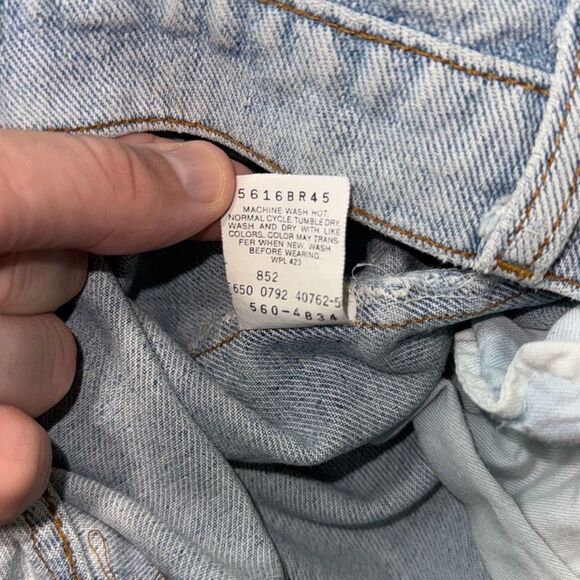 5616BR45
MACHINE WASH HOT,
NORMAL CYCLE, TUMBLE DRY.
WASH AND DRY WITH LIKE
COLORS. COLOR MAY TRANS-
FER WHEN NEW. WASH
BEFORE WEARING.
WPL 423
852
650 0792 40762-5
560-4834